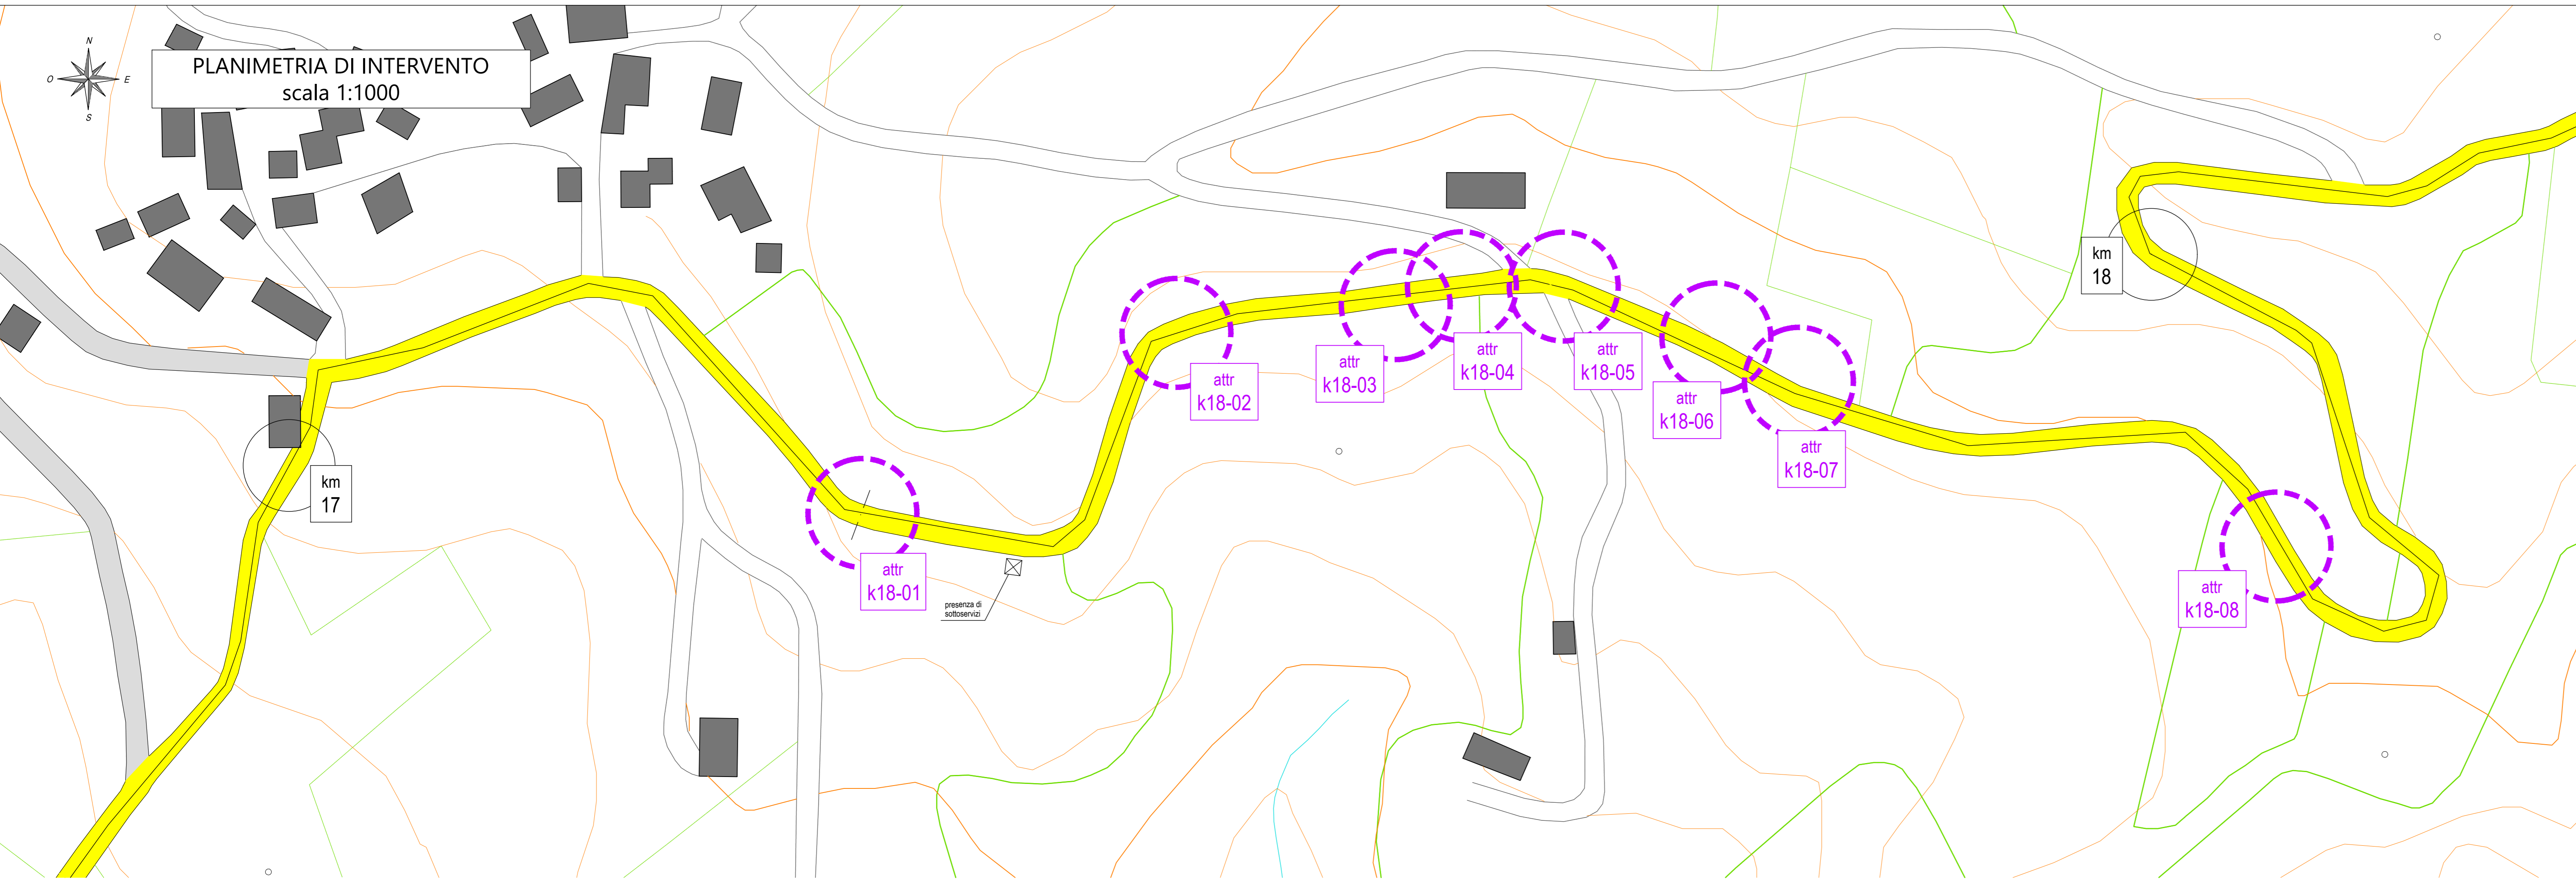 N
O
E
S
PLANIMETRIA DI INTERVENTO
scala 1:1000
km
18
attr
k18-02
attr
k18-03
attr
k18-04
attr
k18-05
attr
k18-06
attr
k18-07
km
17
attr
k18-01
attr
k18-08
presenza di
sottoservizi